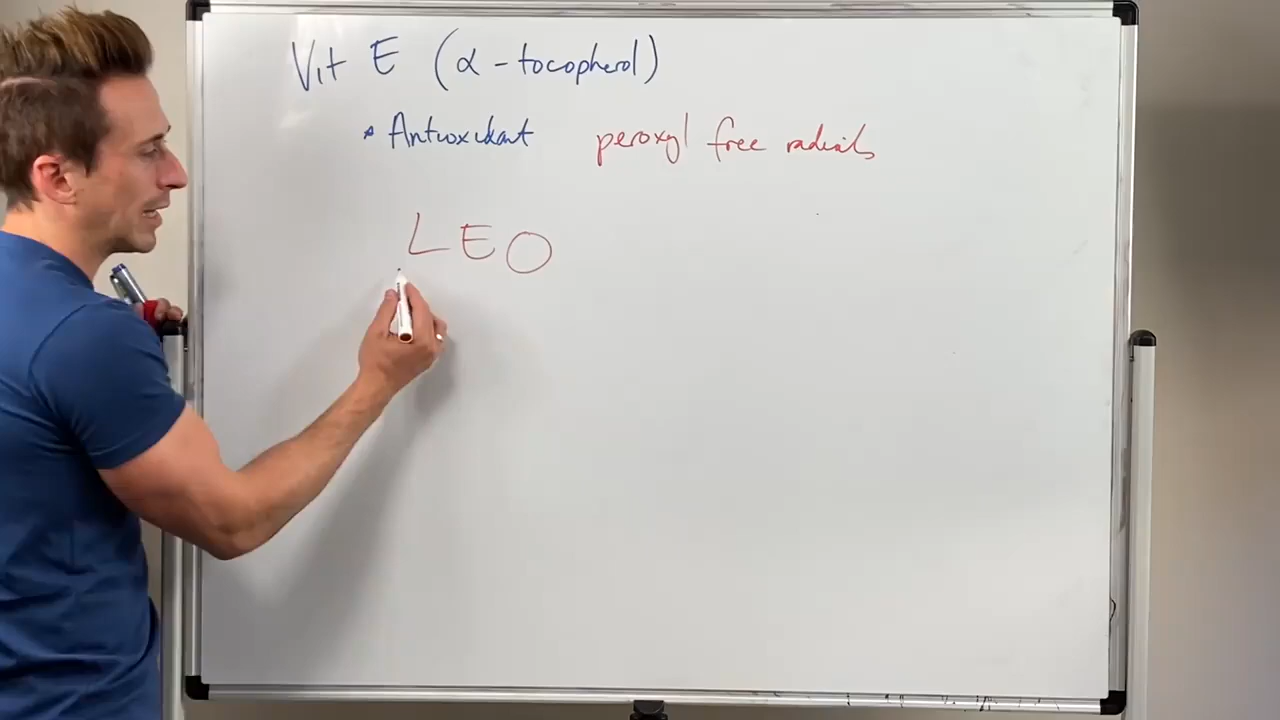 Vit E (α-tocopherol)
• Antioxidant peroxyl free radicals
LEO